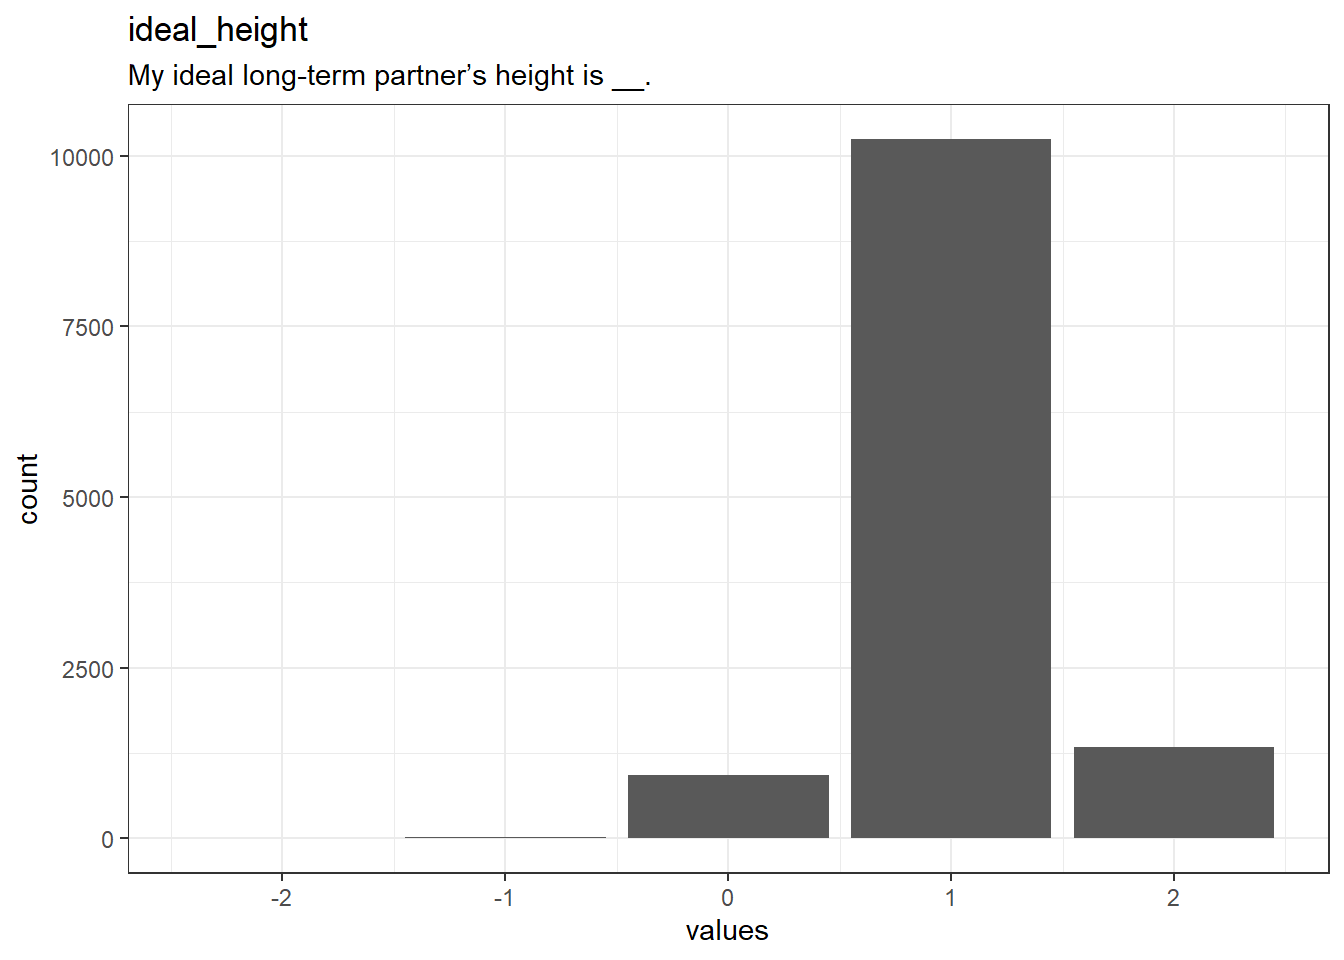 ideal_height
My ideal long-term partner’s height is __.
10000
7500
5000
2500
0
count
-2 -1 0 1 2
values